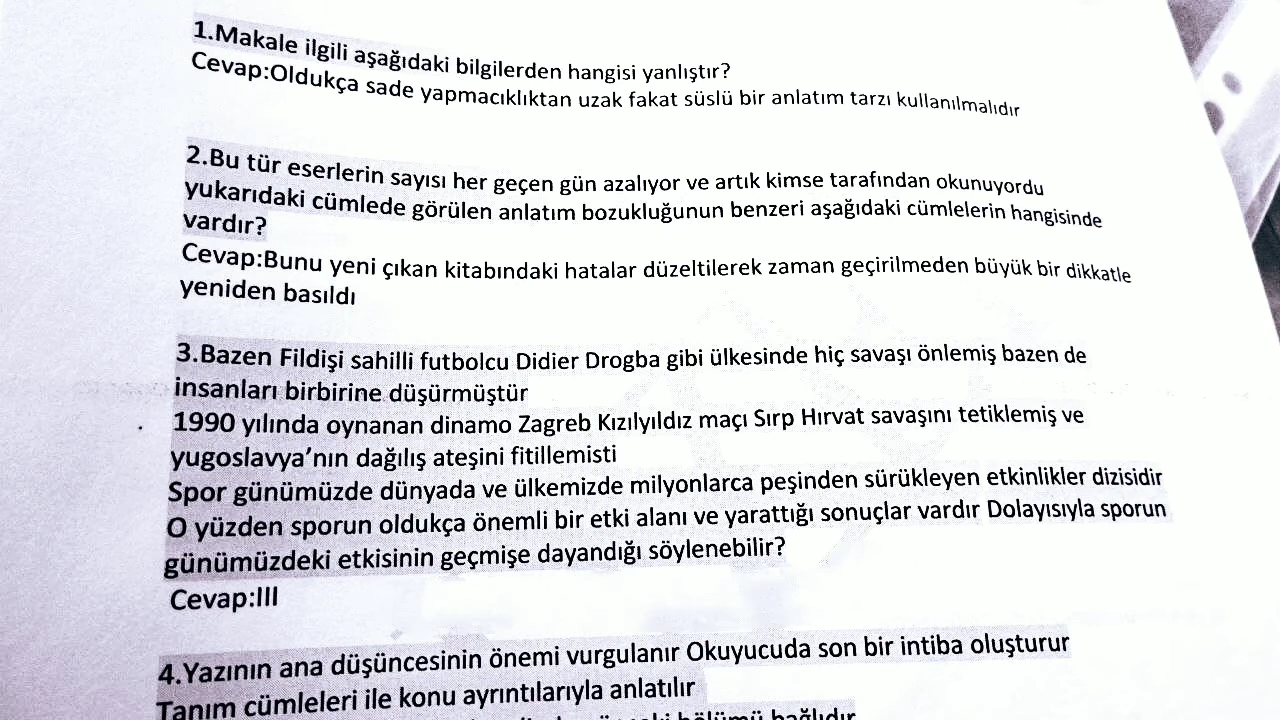 1.Makale ilgili aşağıdaki bilgilerden hangisi yanlıştır?
Cevap:Oldukça sade yapmacıklıktan uzak fakat süslü bir anlatım tarzı kullanılmalıdır
2.Bu tür eserlerin sayısı her geçen gün azalıyor ve artık kimse tarafından okunuyordu
yukarıdaki cümlede görülen anlatım bozukluğunun benzeri aşağıdaki cümlelerin hangisinde
vardır?
Cevap:Bunu yeni çıkan kitabındaki hatalar düzeltilerek zaman geçirilmeden büyük bir dikkatle
yeniden basıldı
3.Bazen Fildişi sahilli futbolcu Didier Drogba gibi ülkesinde hiç savaşı önlemiş bazen de
insanları birbirine düşürmüştür
1990 yılında oynanan dinamo Zagreb Kızılyıldız maçı Sırp Hırvat savaşını tetiklemiş ve
yugoslavya'nın dağılış ateşini fitillemisti
Spor günümüzde dünyada ve ülkemizde milyonlarca peşinden sürükleyen etkinlikler dizisidir
O yüzden sporun oldukça önemli bir etki alanı ve yarattığı sonuçlar vardır Dolayısıyla sporun
günümüzdeki etkisinin geçmişe dayandığı söylenebilir?
Cevap:III
4.Yazının ana düşüncesinin önemi vurgulanır Okuyucuda son bir intiba oluşturur
Tanım cümleleri ile konu ayrıntılarıyla anlatılır
bölümü bağlıdır